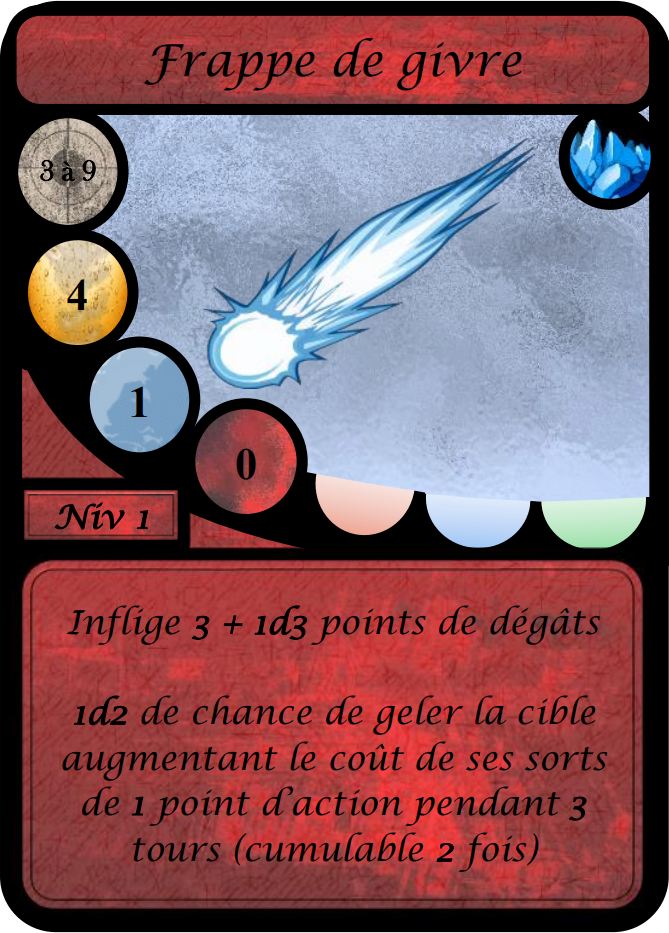 Frappe de givre
3 à 9
4
1
0
Niv 1
Inflige 3 + 1d3 points de dégâts
1d2 de chance de geler la cible
augmentant le coût de ses sorts
de 1 point d'action pendant 3
tours (cumulable 2 fois)